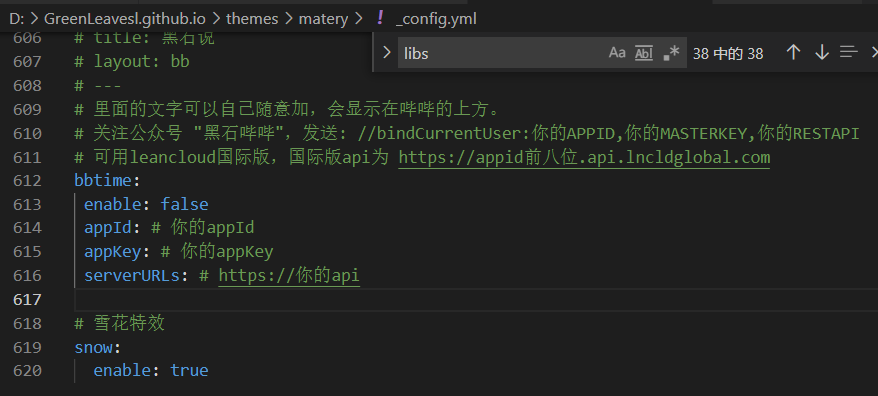 D: > GreenLeavesl.github.io > themes > matery > ! _config.yml
libs Aa Abl .* 38 中的 38
606 # title: 黑石说
607 # layout: bb
608 # ---
609 # 里面的文字可以自己随意加，会显示在哔哔的上方。
610 # 关注公众号 "黑石哔哔"，发送: //bindCurrentUser:你的APPID,你的MASTERKEY,你的RESTAPI
611 # 可用leancloud国际版，国际版api为 https://appid前八位.api.lncldglobal.com
612 bbtime:
613 enable: false
614 appId: # 你的appId
615 appKey: # 你的appKey
616 serverURLs: # https://你的api
617
618 # 雪花特效
619 snow:
620 enable: true